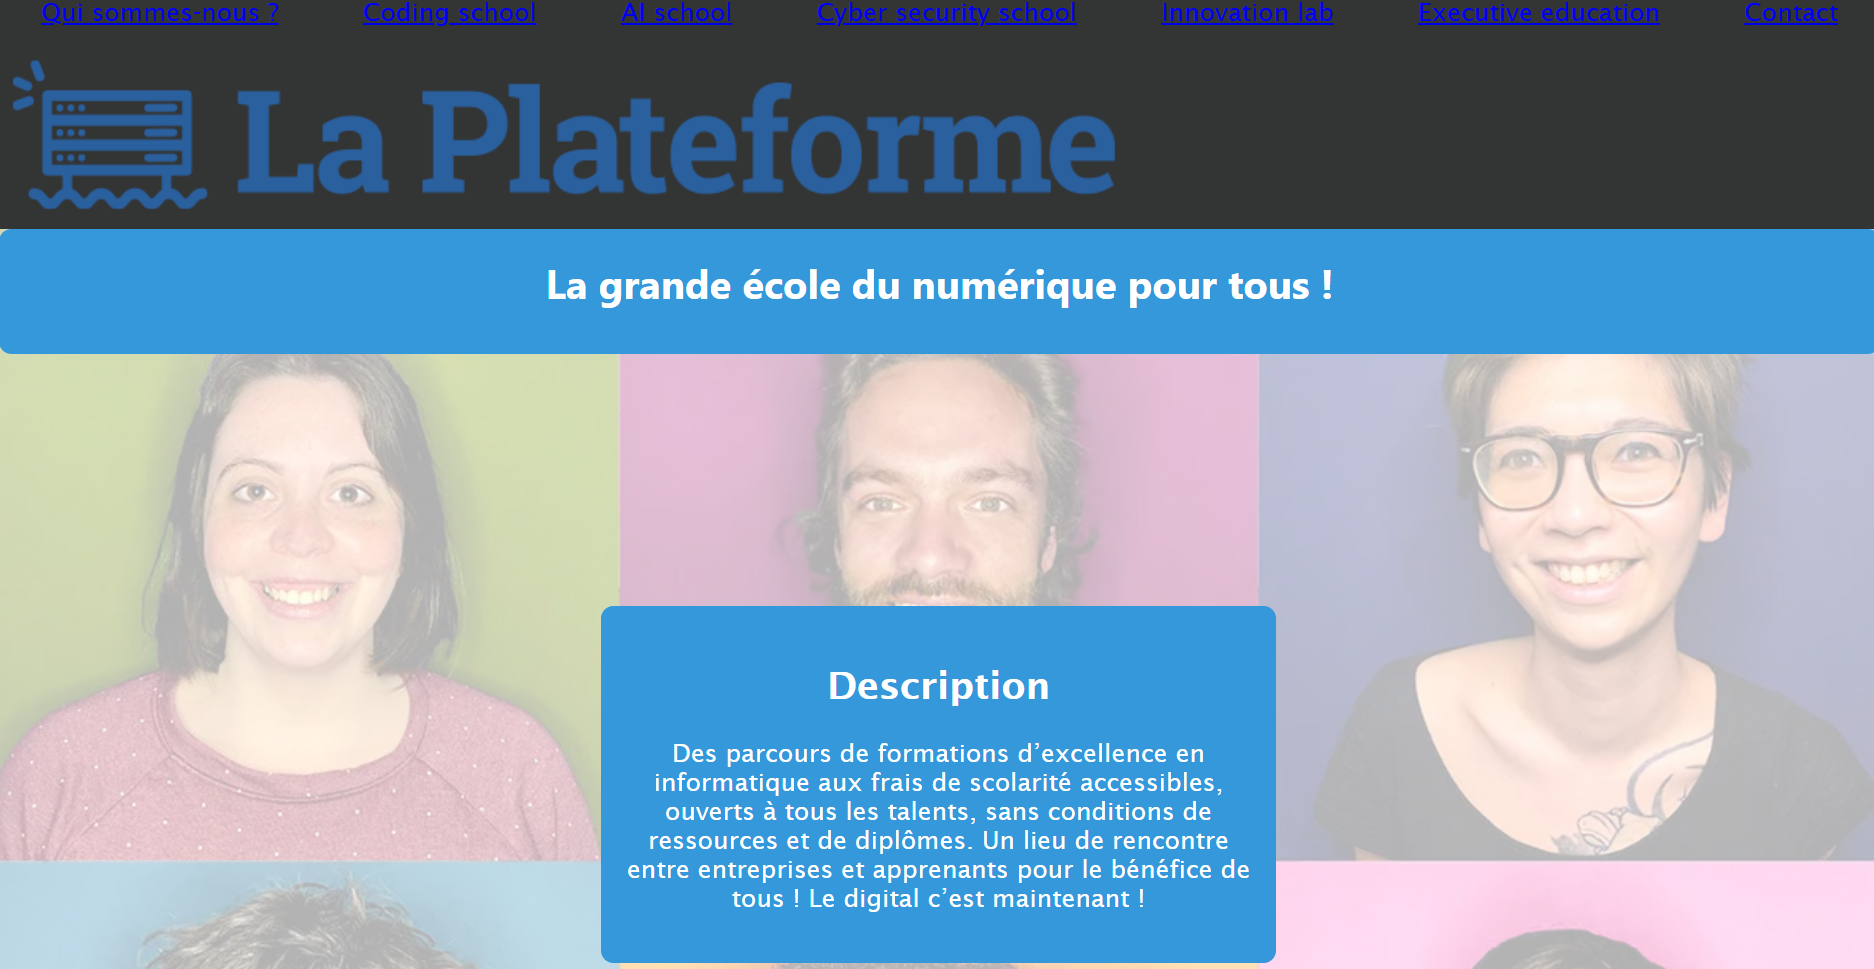 Qui sommes-nous ? Coding school AI school Cyber security school Innovation lab Executive education Contact
La Plateforme
La grande école du numérique pour tous !
Description
Des parcours de formations d’excellence en
informatique aux frais de scolarité accessibles,
ouverts à tous les talents, sans conditions de
ressources et de diplômes. Un lieu de rencontre
entre entreprises et apprenants pour le bénéfice de
tous ! Le digital c’est maintenant !